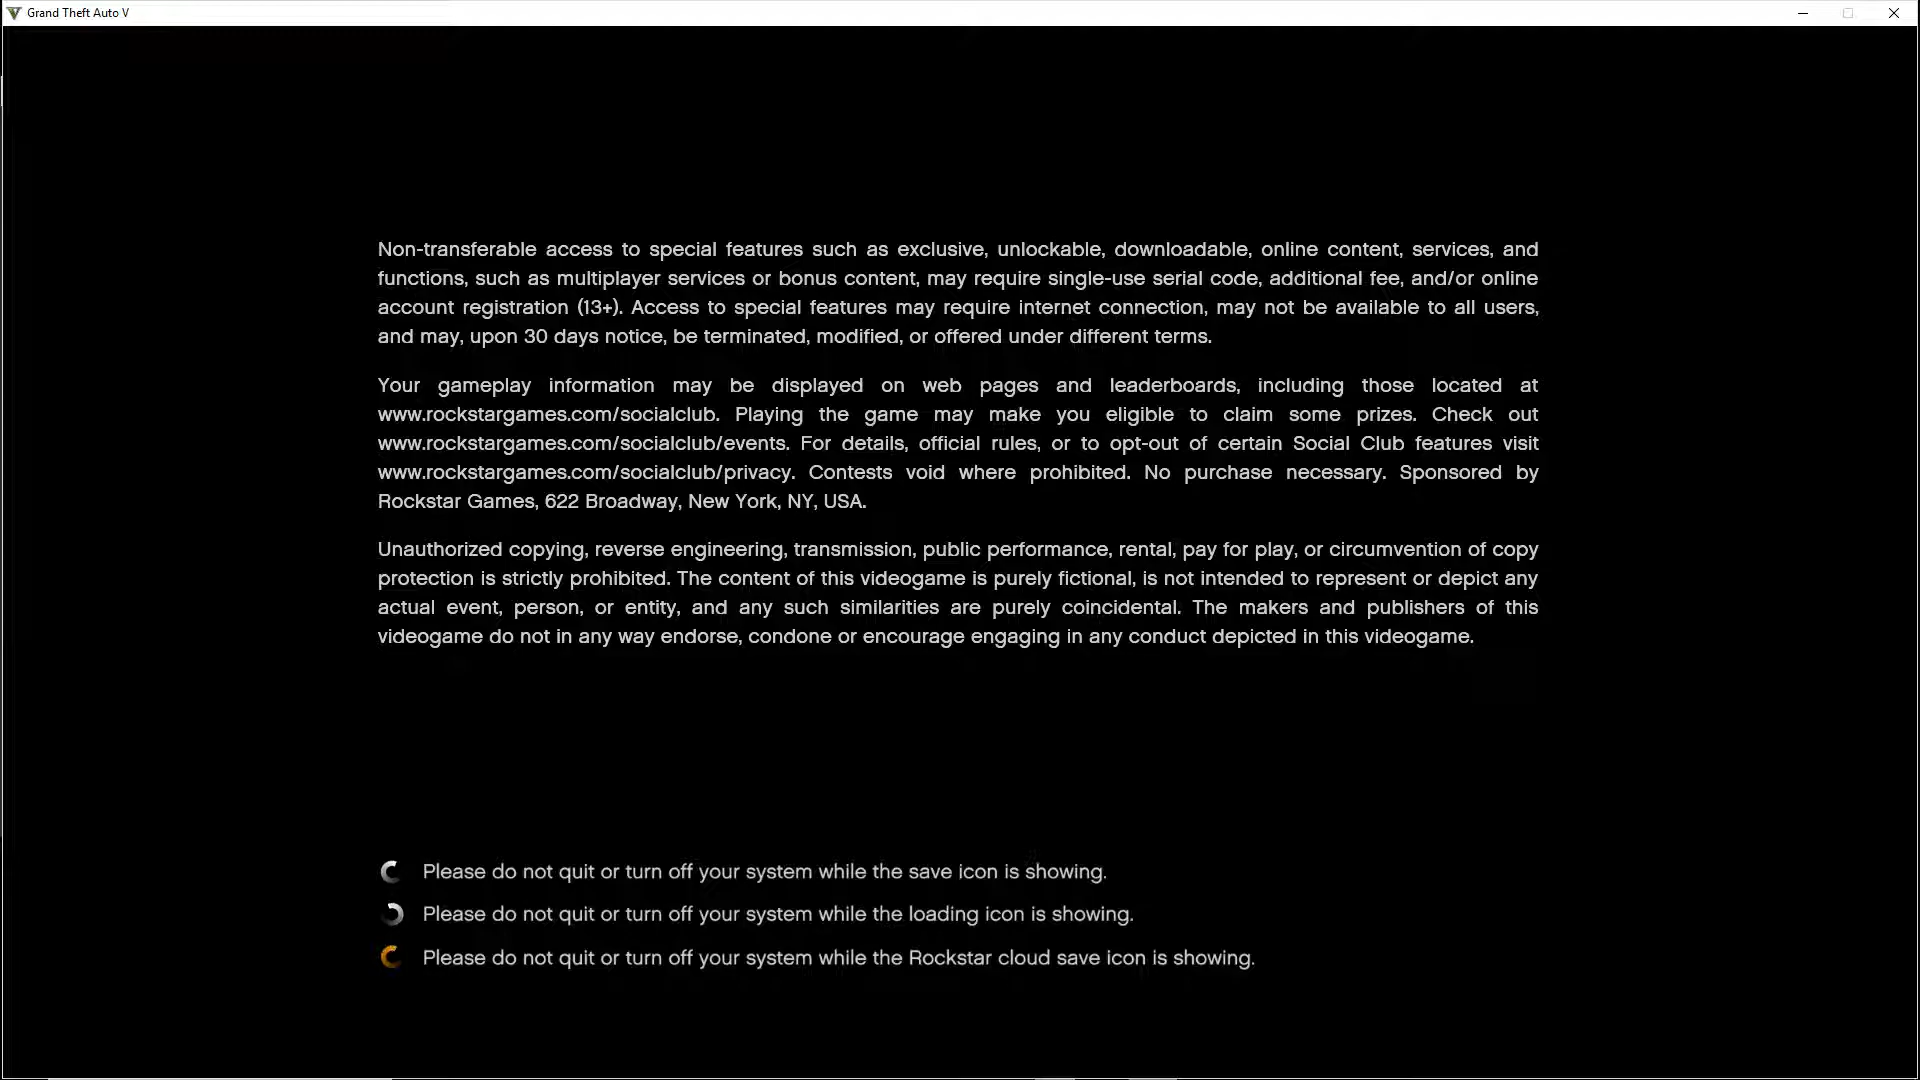 Grand Theft Auto V
Non-transferable access to special features such as exclusive, unlockable, downloadable, online content, services, and
functions, such as multiplayer services or bonus content, may require single-use serial code, additional fee, and/or online
account registration (13+). Access to special features may require internet connection, may not be available to all users,
and may, upon 30 days notice, be terminated, modified, or offered under different terms.
Your gameplay information may be displayed on web pages and leaderboards, including those located at
www.rockstargames.com/socialclub. Playing the game may make you eligible to claim some prizes. Check out
www.rockstargames.com/socialclub/events. For details, official rules, or to opt-out of certain Social Club features visit
www.rockstargames.com/socialclub/privacy. Contests void where prohibited. No purchase necessary. Sponsored by
Rockstar Games, 622 Broadway, New York, NY, USA.
Unauthorized copying, reverse engineering, transmission, public performance, rental, pay for play, or circumvention of copy
protection is strictly prohibited. The content of this videogame is purely fictional, is not intended to represent or depict any
actual event, person, or entity, and any such similarities are purely coincidental. The makers and publishers of this
videogame do not in any way endorse, condone or encourage engaging in any conduct depicted in this videogame.
Please do not quit or turn off your system while the save icon is showing.
Please do not quit or turn off your system while the loading icon is showing.
Please do not quit or turn off your system while the Rockstar cloud save icon is showing.